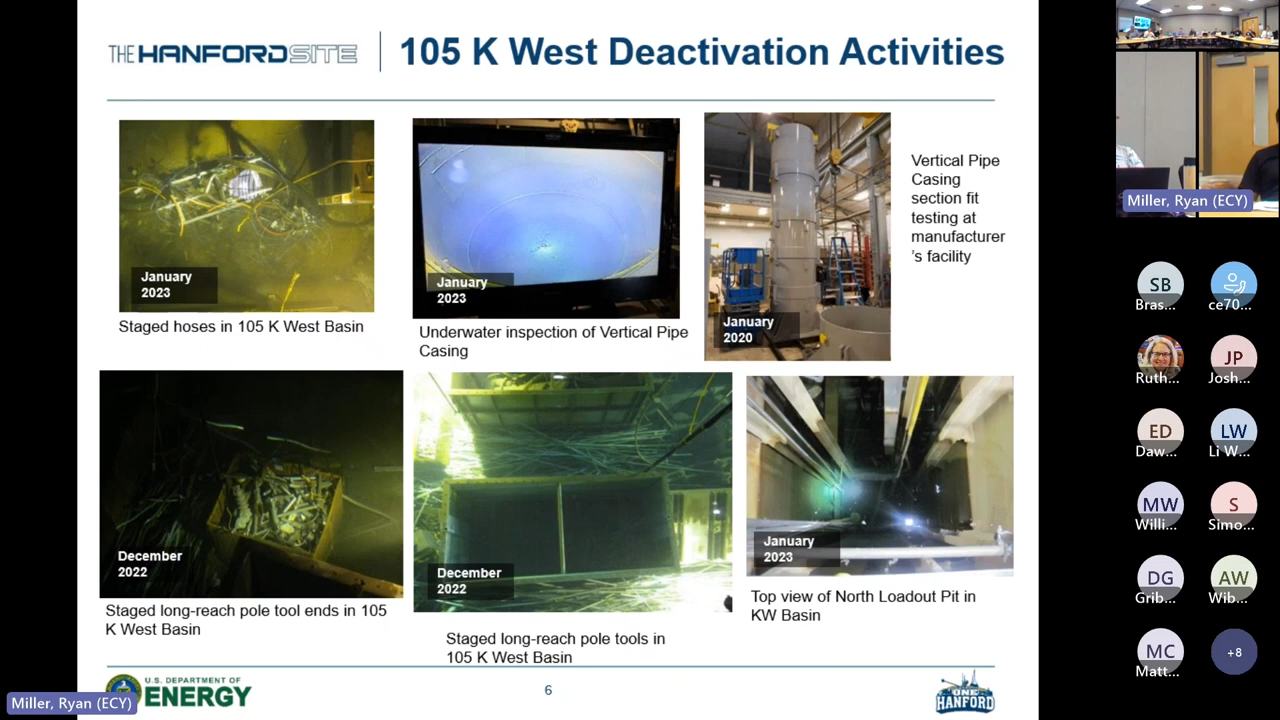 THE HANFORD SITE
105 K West Deactivation Activities
January
2023
Staged hoses in 105 K West Basin
January
2023
Underwater inspection of Vertical Pipe
Casing
January
2020
Vertical Pipe
Casing
section fit
testing at
manufacturer
's facility
December
2022
Staged long-reach pole tool ends in 105
K West Basin
December
2022
Staged long-reach pole tools in
105 K West Basin
January
2023
Top view of North Loadout Pit in
KW Basin
U.S. DEPARTMENT OF
ENERGY
6
ONE
HANFORD
Miller, Ryan (ECY)
Miller, Ryan (ECY)
SB
Bras...
ce70...
Ruth...
JP
Josh...
ED
Daw...
LW
Li W...
MW
Willi...
S
Simo...
DG
Grib...
AW
Wib...
MC
Matt...
+8